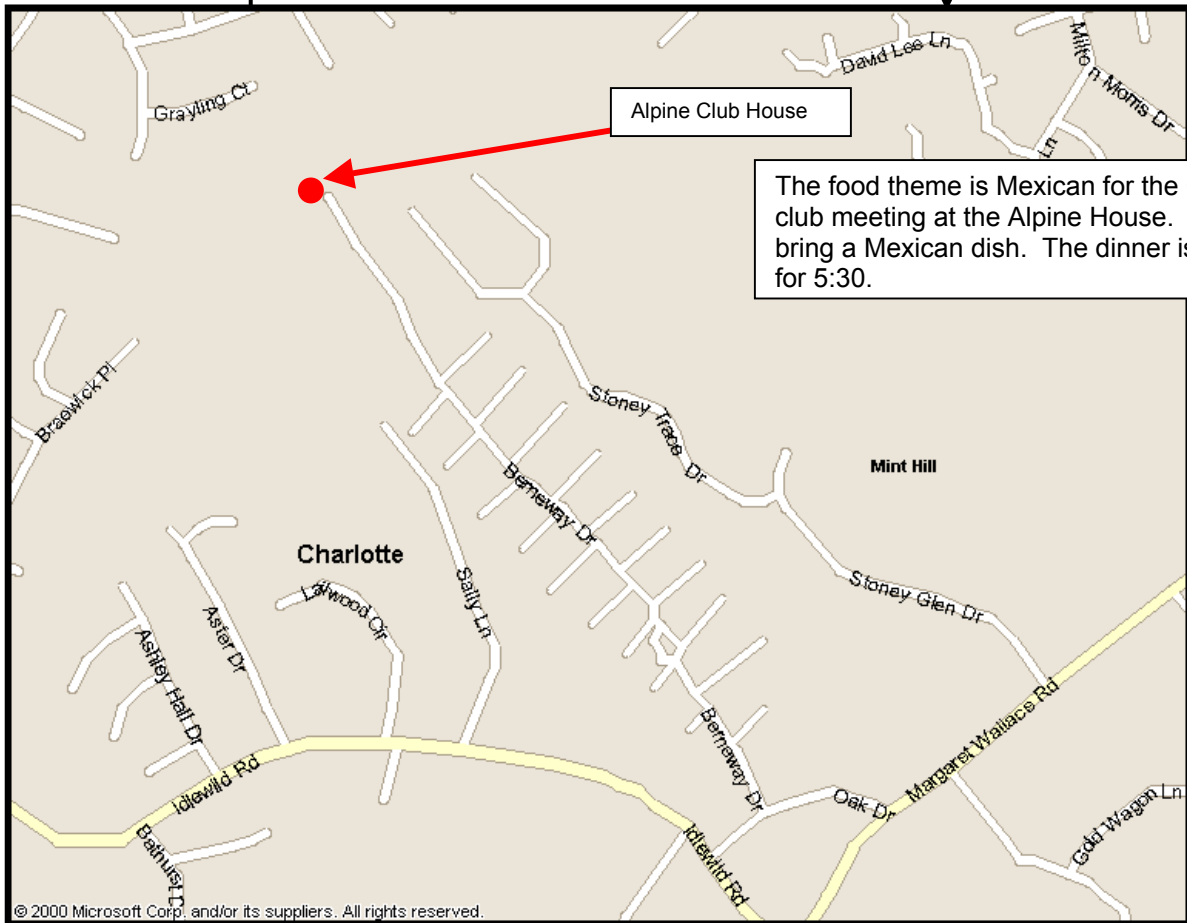 David Lee Ln
Milton Morris Dr
Grayling Ct
Ln
Alpine Club House
The food theme is Mexican for the
club meeting at the Alpine House.
bring a Mexican dish. The dinner is
for 5:30.
Braewick Pl
Stoney Trace Dr
Mint Hill
Berneway Dr
Charlotte
Sally Ln
Stoney Glen Dr
Lalwood Cir
Aster Dr
Ashley Hall Dr
Margaret Wallace Rd
Berneway Dr
Idlewild Rd
Oak Dr
Gold Wagon Ln
Idlewild Rd
Bathurst D
© 2000 Microsoft Corp. and/or its suppliers. All rights reserved.